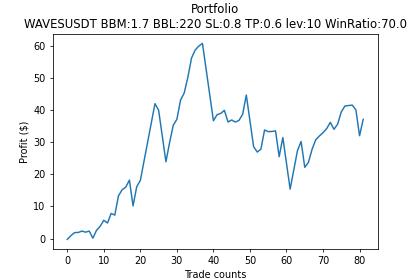 Portfolio
WAVESUSDT BBM:1.7 BBL:220 SL:0.8 TP:0.6 lev:10 WinRatio:70.0
60
50
40
30
20
10
0
Profit ($)
0 10 20 30 40 50 60 70 80
Trade counts